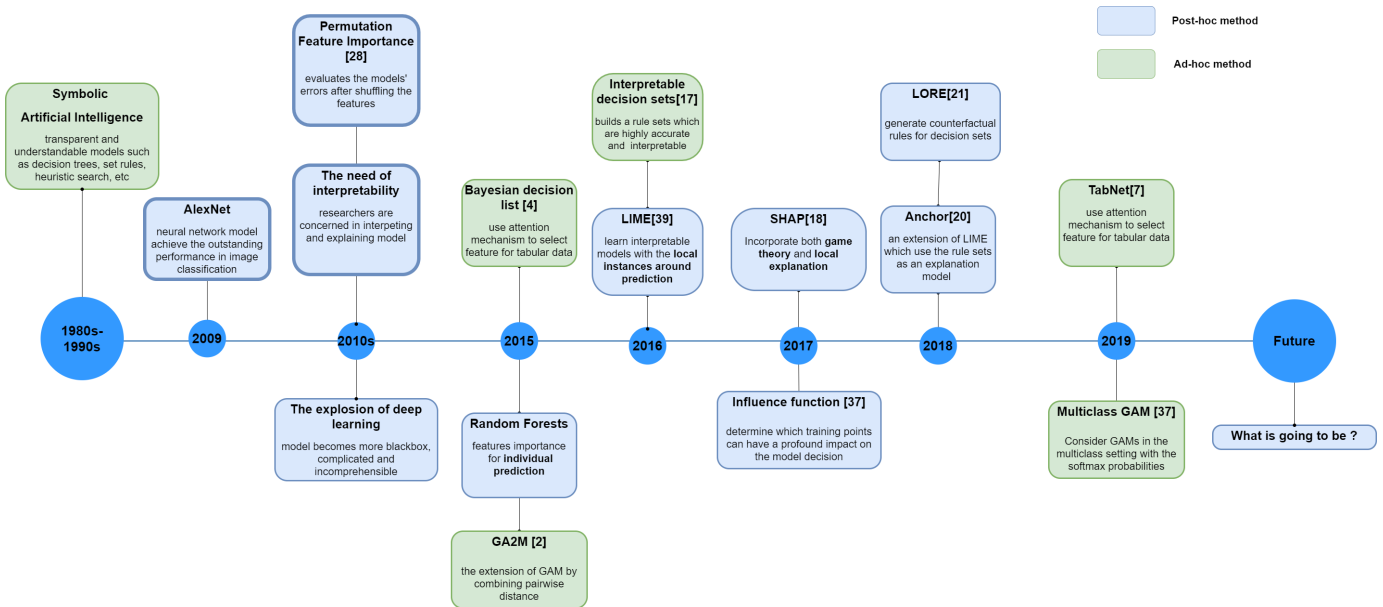 Post-hoc method
Ad-hoc method
Symbolic
Artificial Intelligence
transparent and
understandable models such
as decision trees, set rules,
heuristic search, etc
1980s-
1990s
AlexNet
neural network model
achieve the outstanding
performance in image
classification
2009
Permutation
Feature Importance
[28]
evaluates the models'
errors after shuffling the
features
The need of
interpretability
researchers are
concerned in interpeting
and explaining model
2010s
The explosion of deep
learning
model becomes more blackbox,
complicated and
incomprehensible
Bayesian decision
list [4]
use attention
mechanism to select
feature for tabular data
2015
Random Forests
features importance
for individual
prediction
GA2M [2]
the extension of GAM by
combining pairwise
distance
Interpretable
decision sets[17]
builds a rule sets which
are highly accurate
and interpretable
LIME[39]
learn interpretable
models with the local
instances around
prediction
2016
SHAP[18]
Incorporate both game
theory and local
explanation
2017
Influence function [37]
determine which training points
can have a profound impact on
the model decision
LORE[21]
generate counterfactual
rules for decision sets
Anchor[20]
an extension of LIME
which use the rule sets
as an explanation
model
2018
TabNet[7]
use attention
mechanism to select
feature for tabular data
2019
Multiclass GAM [37]
Consider GAMs in the
multiclass setting with the
softmax probabilities
Future
What is going to be ?